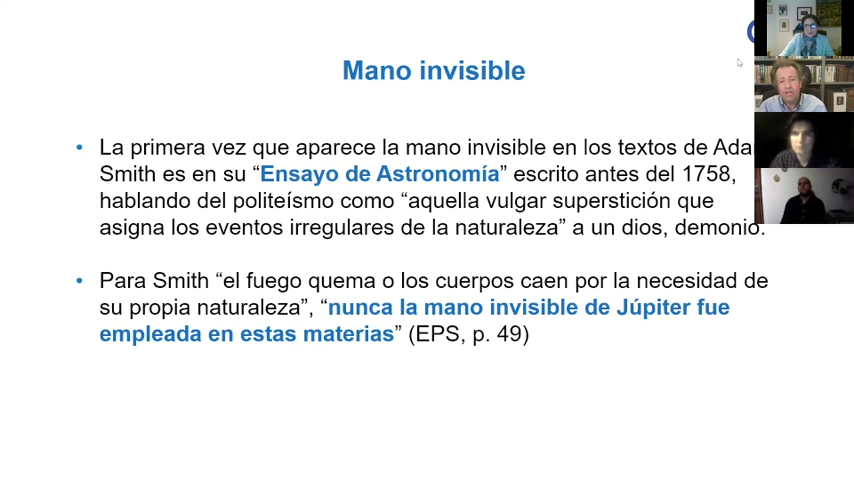 Mano invisible
• La primera vez que aparece la mano invisible en los textos de Ada
Smith es en su “Ensayo de Astronomía” escrito antes del 1758,
hablando del politeísmo como “aquella vulgar superstición que
asigna los eventos irregulares de la naturaleza” a un dios, demonio.
• Para Smith “el fuego quema o los cuerpos caen por la necesidad de
su propia naturaleza”, “nunca la mano invisible de Júpiter fue
empleada en estas materias” (EPS, p. 49)